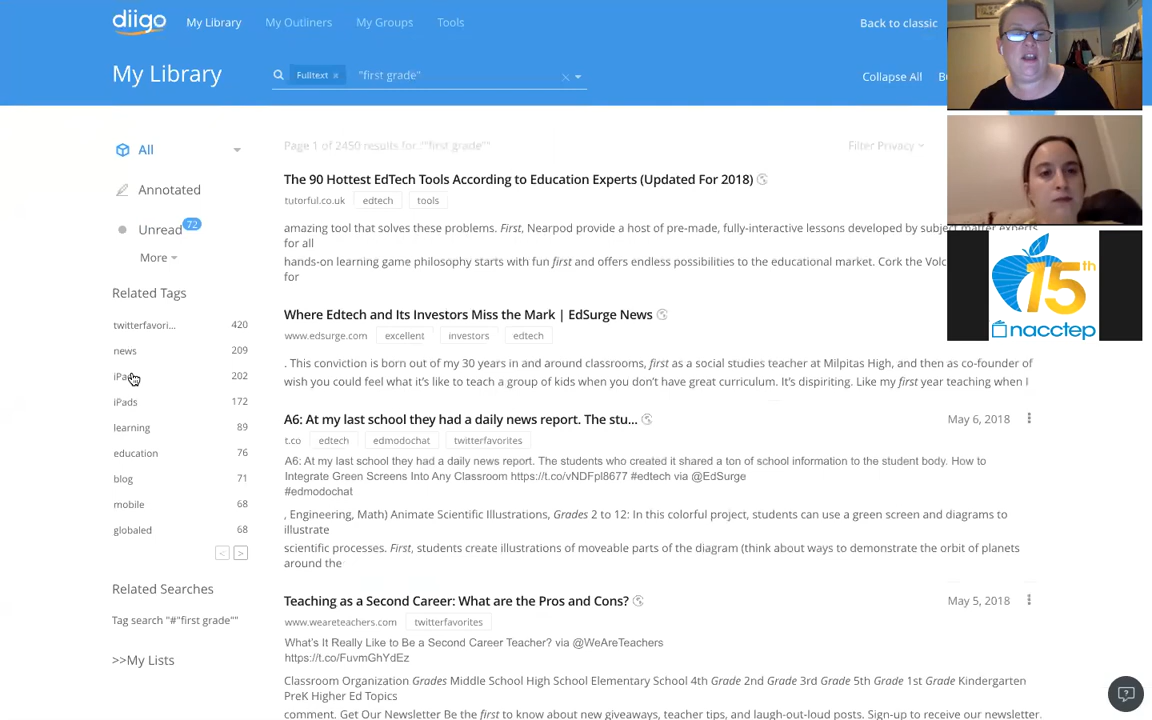 diigo
My Library
My Outliners
My Groups
Tools
Back to classic
My Library
Fulltext ×
"first grade"
Collapse All
All
Annotated
Unread 72
More
Related Tags
twitterfavori... 420
news 209
202
iPads 172
learning 89
education 76
blog 71
mobile 68
globaled 68
< >
Related Searches
Tag search "#"first grade""
>>My Lists
Page 1 of 2450 results for: ""first grade""
Filter Privacy
The 90 Hottest EdTech Tools According to Education Experts (Updated For 2018)
tutorful.co.uk edtech tools
amazing tool that solves these problems. First, Nearpod provide a host of pre-made, fully-interactive lessons developed by subject matter experts
for all
hands-on learning game philosophy starts with fun first and offers endless possibilities to the educational market. Cork the
for
Where Edtech and Its Investors Miss the Mark | EdSurge News
www.edsurge.com excellent investors edtech
. This conviction is born out of my 30 years in and around classrooms, first as a social studies teacher at Milpitas High, and then as co-founder of
wish you could feel what it's like to teach a group of kids when you don't have great curriculum. It's dispiriting. Like my first year teaching when I
A6: At my last school they had a daily news report. The stu...
May 6, 2018
t.co edtech edmodochat twitterfavorites
A6: At my last school they had a daily news report. The students who created it shared a ton of school information to the student body. How to
Integrate Green Screens Into Any Classroom https://t.co/vNDFpl8677 #edtech via @EdSurge
#edmodochat
, Engineering, Math) Animate Scientific Illustrations, Grades 2 to 12: In this colorful project, students can use a green screen and diagrams to
illustrate
scientific processes. First, students create illustrations of moveable parts of the diagram (think about ways to demonstrate the orbit of planets
around the
Teaching as a Second Career: What are the Pros and Cons?
May 5, 2018
www.weareteachers.com twitterfavorites
What's It Really Like to Be a Second Career Teacher? via @WeAreTeachers
https://t.co/FuvmGhYdEz
Classroom Organization Grades Middle School High School Elementary School 4th Grade 2nd Grade 3rd Grade 5th Grade 1st Grade Kindergarten
PreK Higher Ed Topics
comment. Get Our Newsletter Be the first to know about new giveaways, teacher tips, and laugh-out-loud posts. Sign-up to receive our newsletter.
15th
nacctep